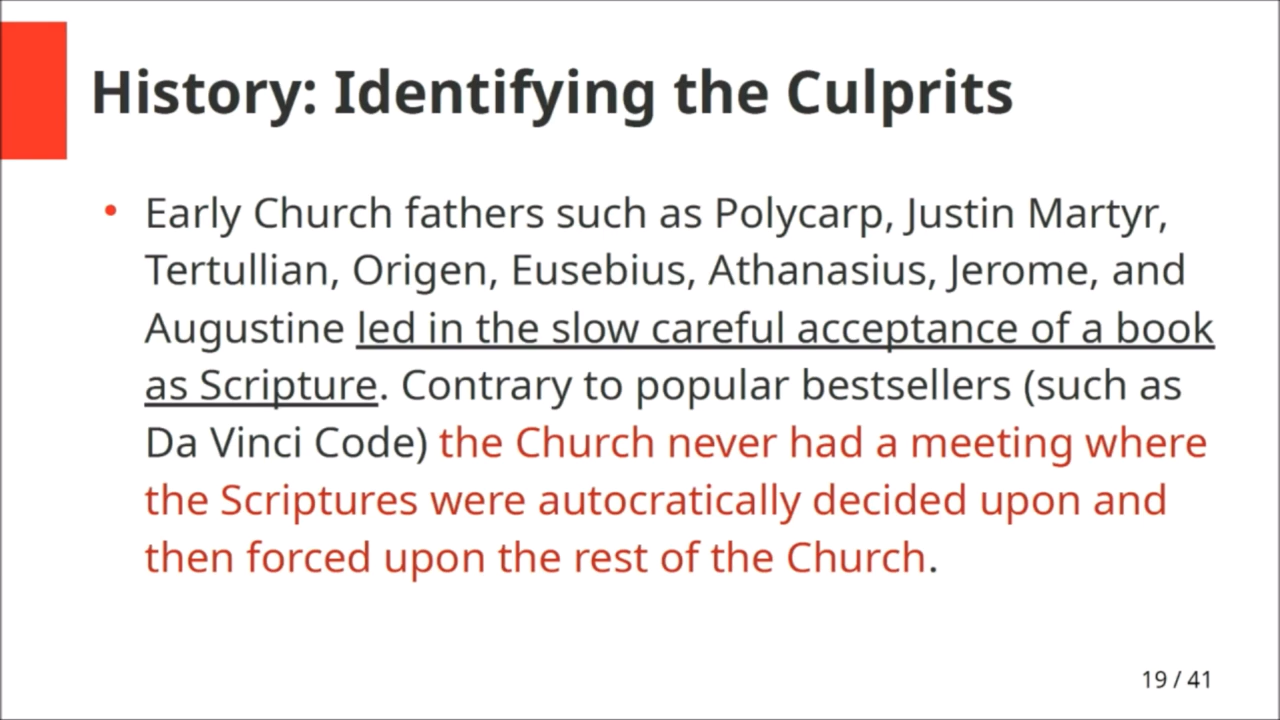 History: Identifying the Culprits
• Early Church fathers such as Polycarp, Justin Martyr,
Tertullian, Origen, Eusebius, Athanasius, Jerome, and
Augustine led in the slow careful acceptance of a book
as Scripture. Contrary to popular bestsellers (such as
Da Vinci Code) the Church never had a meeting where
the Scriptures were autocratically decided upon and
then forced upon the rest of the Church.
19 / 41